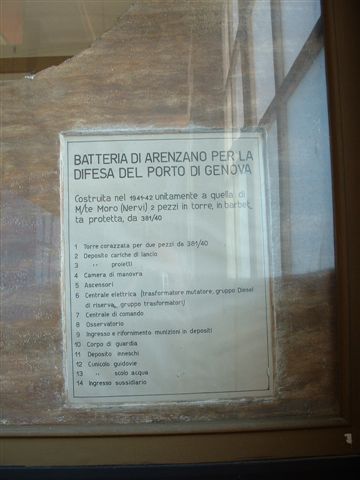 BATTERIA DI ARENZANO PER LA
DIFESA DEL PORTO DI GENOVA
Costruita nel 1941-42 unitamente a quella di
M/te Moro (Nervi) 2 pezzi in torre, in barbet_
ta protetta, da 381/40
1 Torre corazzata per due pezzi da 381/40
2 Deposito cariche di lancio
3 " proietti
4 Camera di manovra
5 Ascensori
6 Centrale elettrica (trasformatore mutatore, gruppo Diesel
di riserva, gruppo trasformatori)
7 Centrale di comando
8 Osservatorio
9 Ingresso e rifornimento munizioni in depositi
10 Corpo di guardia
11 Deposito inneschi
12 Cunicolo guidovie
13 " scolo acqua
14 Ingresso sussidiario